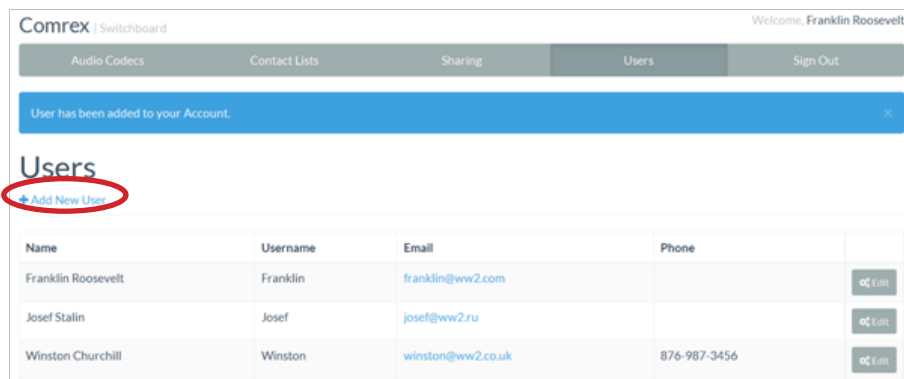 Comrex | Switchboard
Welcome, Franklin Roosevelt
Audio Codecs Contact Lists Sharing Users Sign Out
User has been added to your Account. ×
Users
+ Add New User
Name Username Email Phone
Franklin Roosevelt Franklin franklin@ww2.com Edit
Josef Stalin Josef josef@ww2.ru Edit
Winston Churchill Winston winston@ww2.co.uk 876-987-3456 Edit